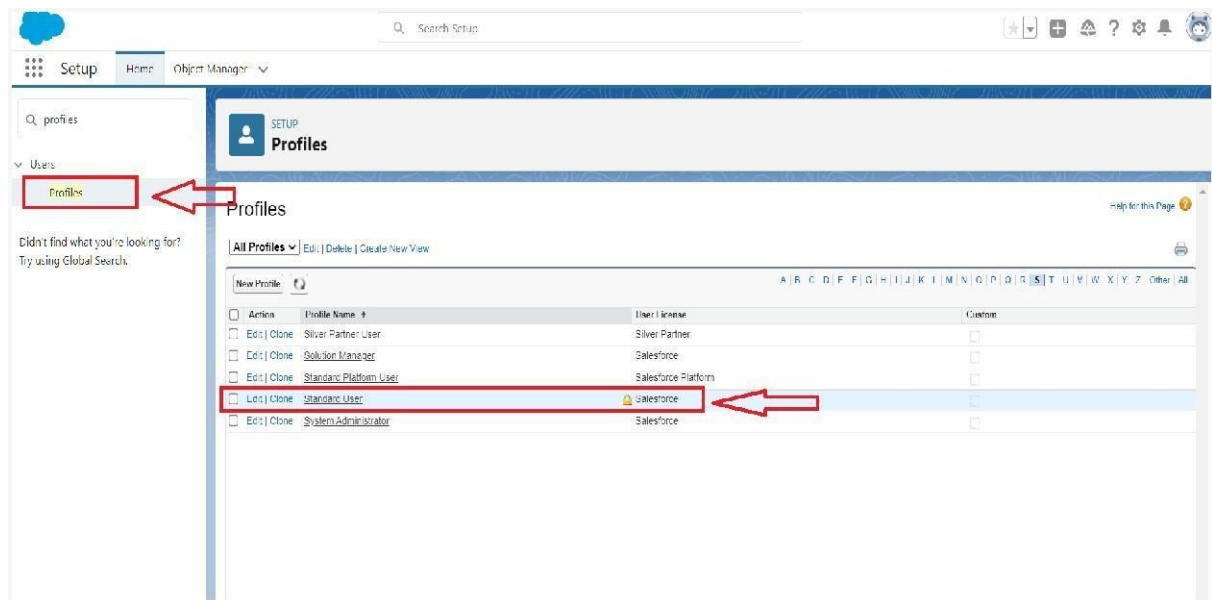 Search Setup
Setup Home Object Manager
profiles
Users
Profiles
Didn't find what you're looking for?
Try using Global Search.
SETUP
Profiles
Profiles
Help for this Page
All Profiles Edit | Delete | Create New View
New Profile
A | B | C | D | E | F | G | H | I | J | K | L | M | N | O | P | Q | R | S | T | U | V | W | X | Y | Z | Other | All
Action Profile Name User License Custom
Edit | Clone Silver Partner User Silver Partner
Edit | Clone Solution Manager Salesforce
Edit | Clone Standard Platform User Salesforce Platform
Edit | Clone Standard User Salesforce
Edit | Clone System Administrator Salesforce